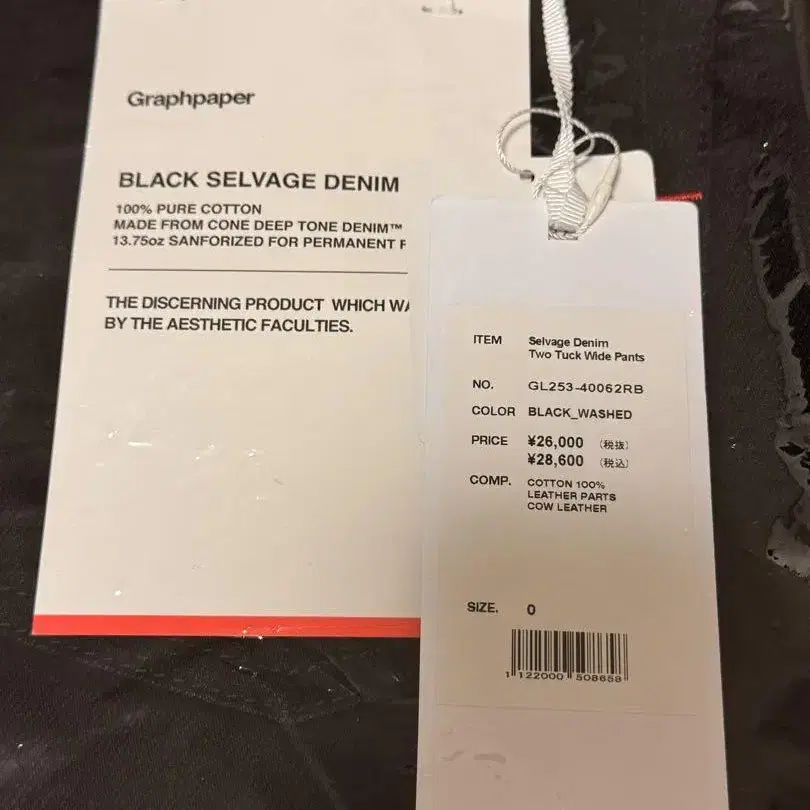 Graphpaper
BLACK SELVAGE DENIM
100% PURE COTTON
MADE FROM CONE DEEP TONE DENIM™
13.75oz SANFORIZED FOR PERMANENT
THE DISCERNING PRODUCT WHICH
BY THE AESTHETIC FACULTIES.
ITEM Selvage Denim
Two Tuck Wide Pants
NO. GL253-40062RB
COLOR BLACK_WASHED
PRICE ¥26,000 (税抜)
¥28,600 (税込)
COMP. COTTON 100%
LEATHER PARTS
COW LEATHER
SIZE. 0
1 122000 508658